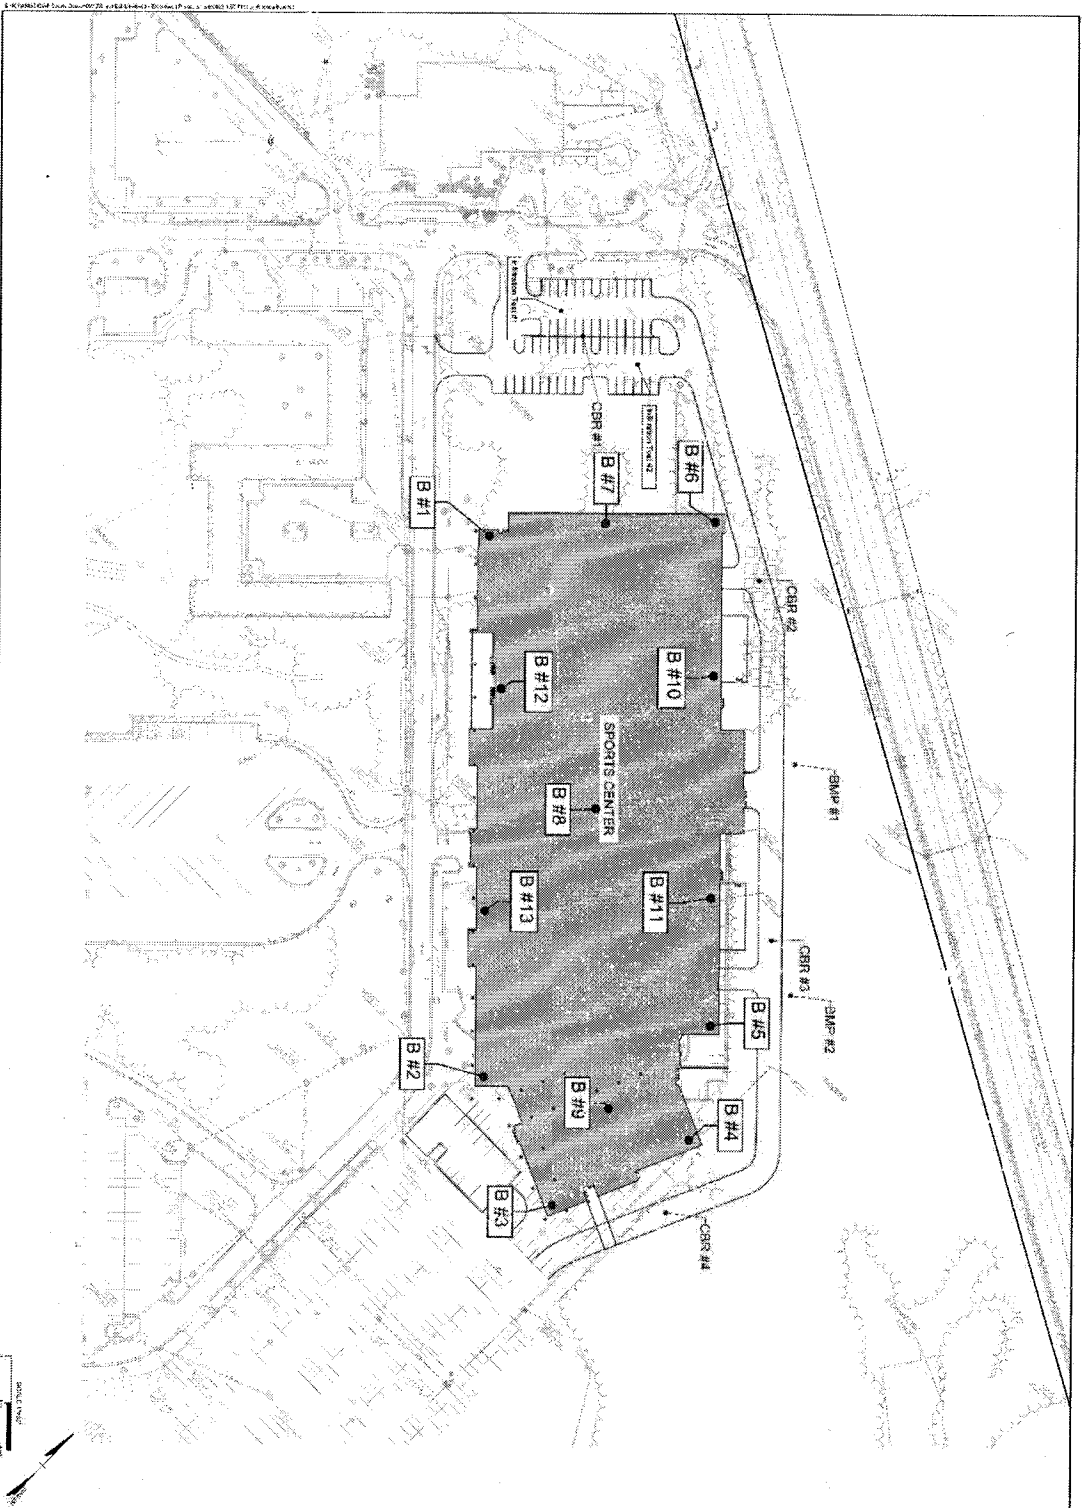 B #6
B #7
CBR #1
Infiltration Test #1
Infiltration Test #2
B #1
CBR #2
B #10
B #12
SPORTS CENTER
BMP #1
B #8
B #11
B #13
CBR #3
BMP #2
B #5
B #2
B #9
B #4
B #3
CBR #4